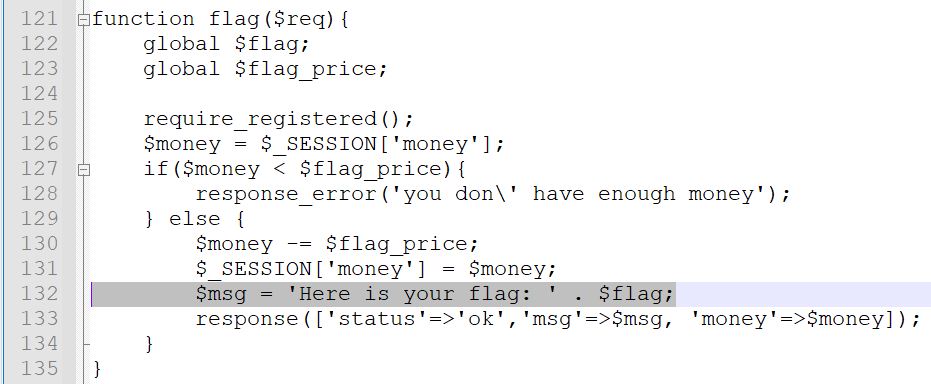 121 function flag($req){
122 global $flag;
123 global $flag_price;
124
125 require_registered();
126 $money = $_SESSION['money'];
127 if($money < $flag_price){
128 response_error('you don\' have enough money');
129 } else {
130 $money -= $flag_price;
131 $_SESSION['money'] = $money;
132 $msg = 'Here is your flag: ' . $flag;
133 response(['status'=>'ok','msg'=>$msg, 'money'=>$money]);
134 }
135 }